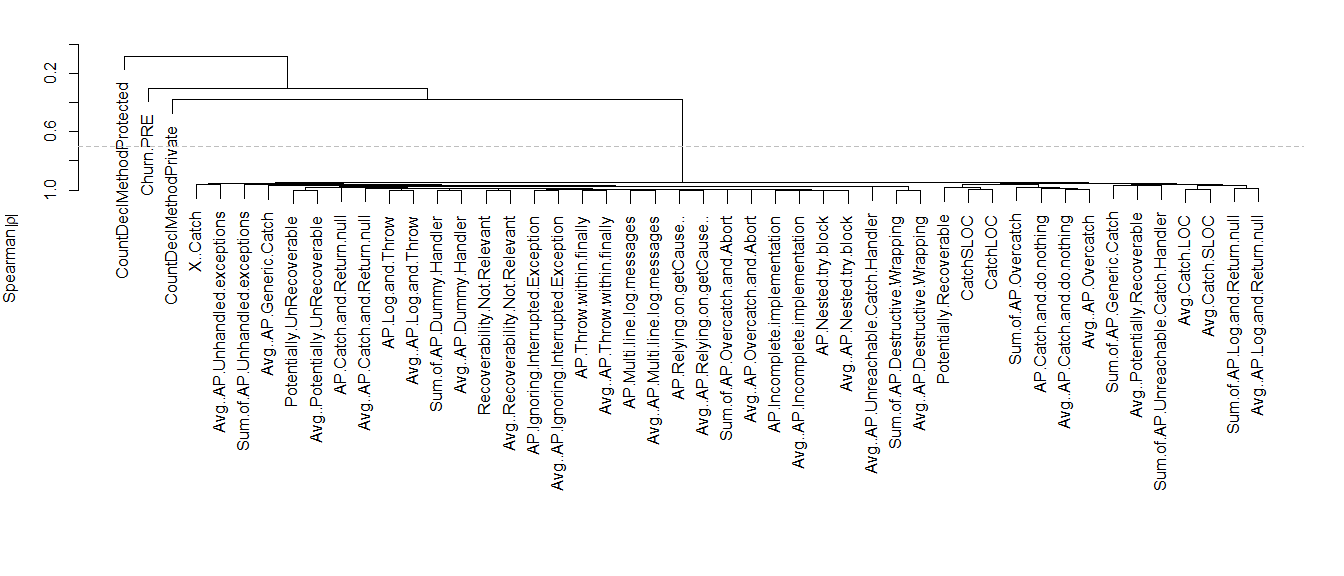 Spearman|ρ|
0.2
0.6
1.0
CountDeclMethodProtected
Churn.PRE
CountDeclMethodPrivate
X..Catch
Avg..AP.Unhandled.exceptions
Sum.of.AP.Unhandled.exceptions
Avg..AP.Generic.Catch
Potentially.UnRecoverable
Avg..Potentially.UnRecoverable
AP.Catch.and.Return.null
Avg..AP.Catch.and.Return.null
AP.Log.and.Throw
Avg..AP.Log.and.Throw
Sum.of.AP.Dummy.Handler
Avg..AP.Dummy.Handler
Recoverability.Not.Relevant
Avg..Recoverability.Not.Relevant
AP.Ignoring.Interrupted.Exception
Avg..AP.Ignoring.Interrupted.Exception
AP.Throw.within.finally
Avg..AP.Throw.within.finally
AP.Multi.line.log.messages
Avg..AP.Multi.line.log.messages
AP.Relying.on.getCause..
Avg..AP.Relying.on.getCause..
Sum.of.AP.Overcatch.and.Abort
Avg..AP.Overcatch.and.Abort
AP.Incomplete.implementation
Avg..AP.Incomplete.implementation
AP.Nested.try.block
Avg..AP.Nested.try.block
Avg..AP.Unreachable.Catch.Handler
Sum.of.AP.Destructive.Wrapping
Avg..AP.Destructive.Wrapping
Potentially.Recoverable
CatchSLOC
CatchLOC
Sum.of.AP.Overcatch
AP.Catch.and.do.nothing
Avg..AP.Catch.and.do.nothing
Avg..AP.Overcatch
Sum.of.AP.Generic.Catch
Avg..Potentially.Recoverable
Sum.of.AP.Unreachable.Catch.Handler
Avg.Catch.LOC
Avg.Catch.SLOC
Sum.of.AP.Log.and.Return.null
Avg..AP.Log.and.Return.null